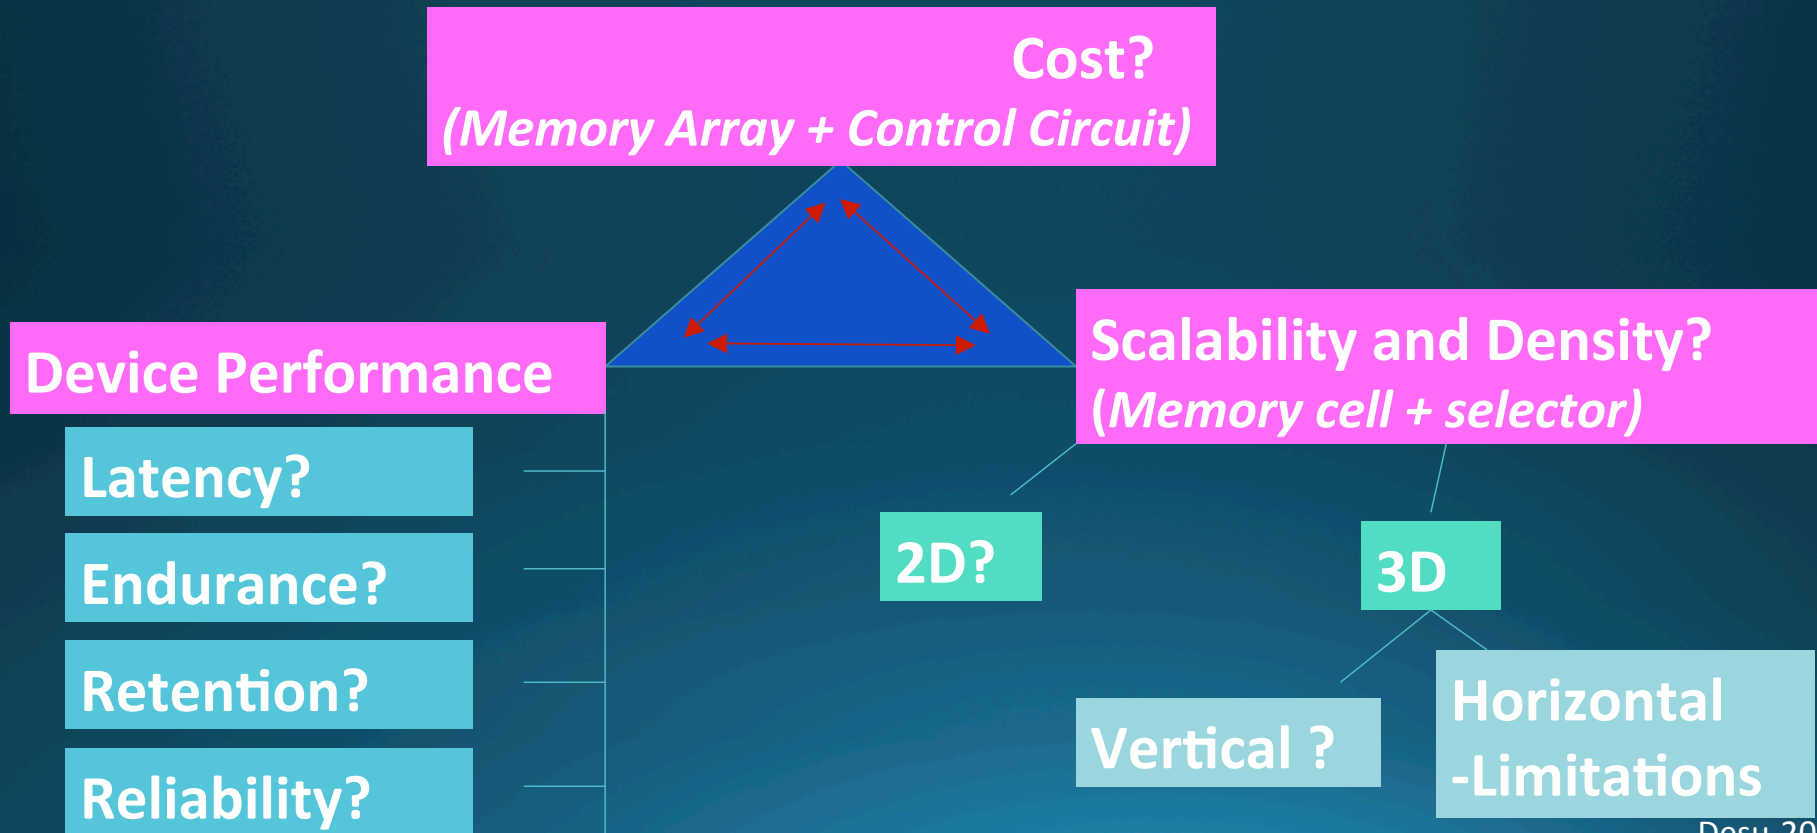 Cost?
(Memory Array + Control Circuit)
Device Performance
Latency?
Endurance?
Retention?
Reliability?
Scalability and Density?
(Memory cell + selector)
2D?
3D
Vertical ?
Horizontal
-Limitations